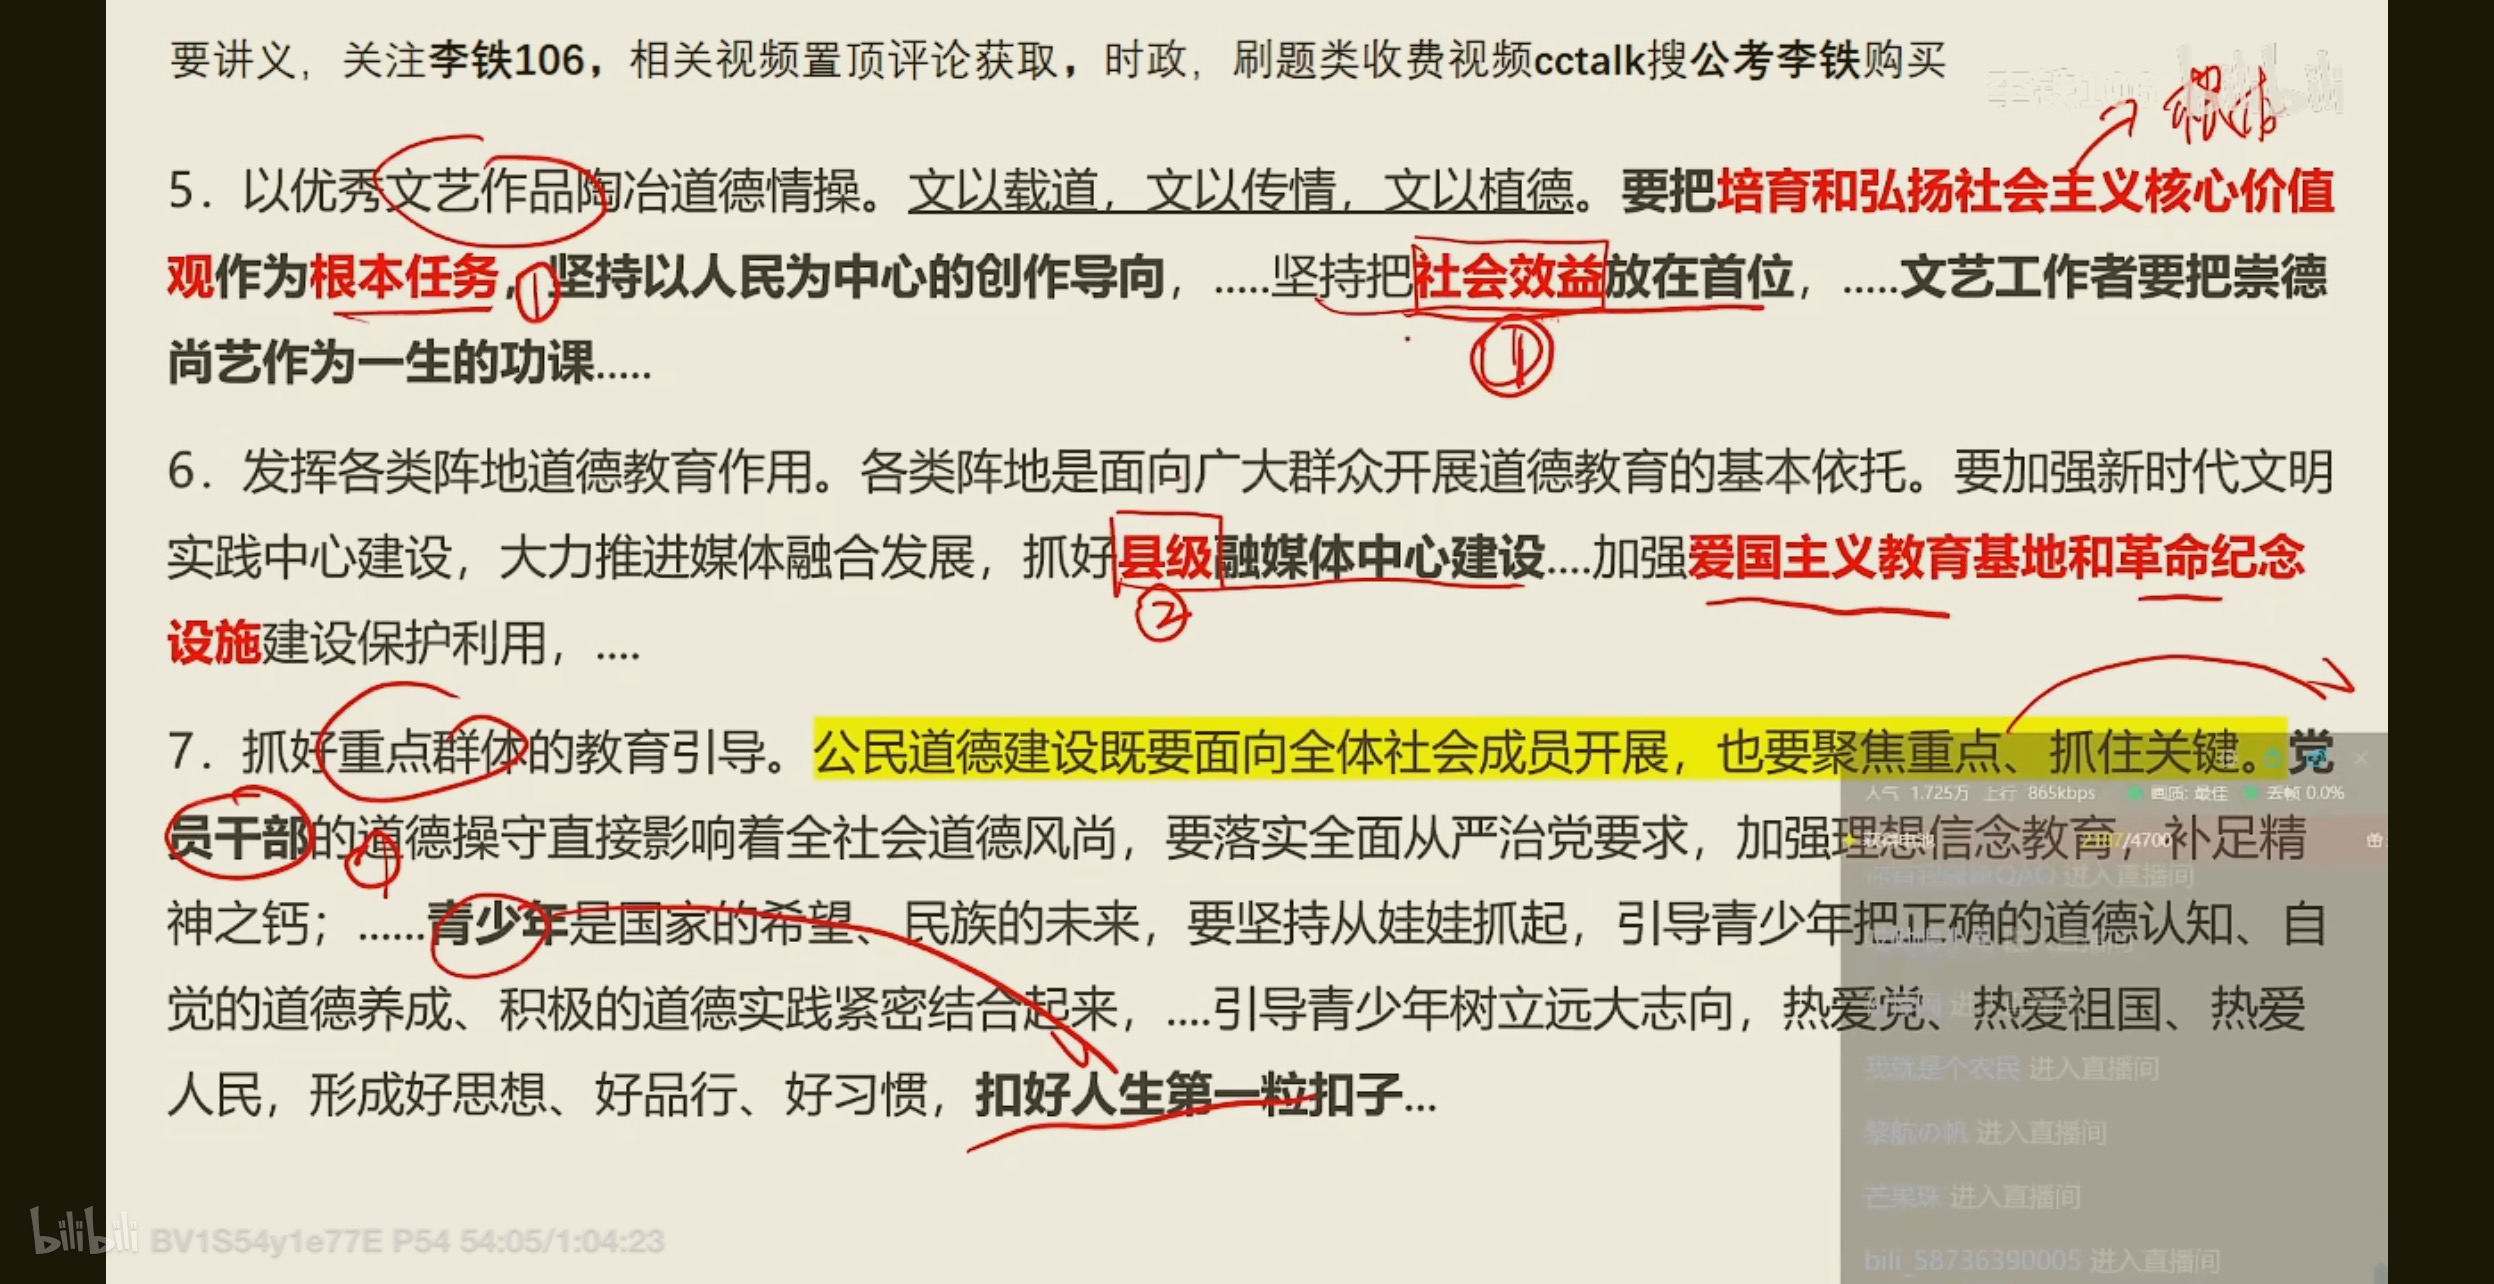 要讲义，关注李铁106，相关视频置顶评论获取，时政，刷题类收费视频cctalk搜公考李铁购买
李铁106 bilibili
根本
5．以优秀文艺作品陶冶道德情操。文以载道，文以传情，文以植德。要把培育和弘扬社会主义核心价值
观作为根本任务，①坚持以人民为中心的创作导向，.....坚持把社会效益放在首位，.....文艺工作者要把崇德
①
尚艺作为一生的功课.....
6．发挥各类阵地道德教育作用。各类阵地是面向广大群众开展道德教育的基本依托。要加强新时代文明
实践中心建设，大力推进媒体融合发展，抓好县级融媒体中心建设....加强爱国主义教育基地和革命纪念
②
设施建设保护利用，....
7．抓好重点群体的教育引导。公民道德建设既要面向全体社会成员开展，也要聚焦重点、抓住关键。党
人气 1.725万 上行 865kbps 画质: 最佳 丢帧 0.0%
员干部的道德操守直接影响着全社会道德风尚，要落实全面从严治党要求，加强理想信念教育，补足精
①
获得电池 2187/4700
进入直播间
神之钙；......青少年是国家的希望、民族的未来，要坚持从娃娃抓起，引导青少年把正确的道德认知、自
觉的道德养成、积极的道德实践紧密结合起来，....引导青少年树立远大志向，热爱党、热爱祖国、热爱
进入直播间
我就是个农民 进入直播间
人民，形成好思想、好品行、好习惯，扣好人生第一粒扣子...
黎航の帆 进入直播间
芒果珠 进入直播间
bili_58736390005 进入直播间
bilibili BV1S54y1e77E P54 54:05/1:04:23